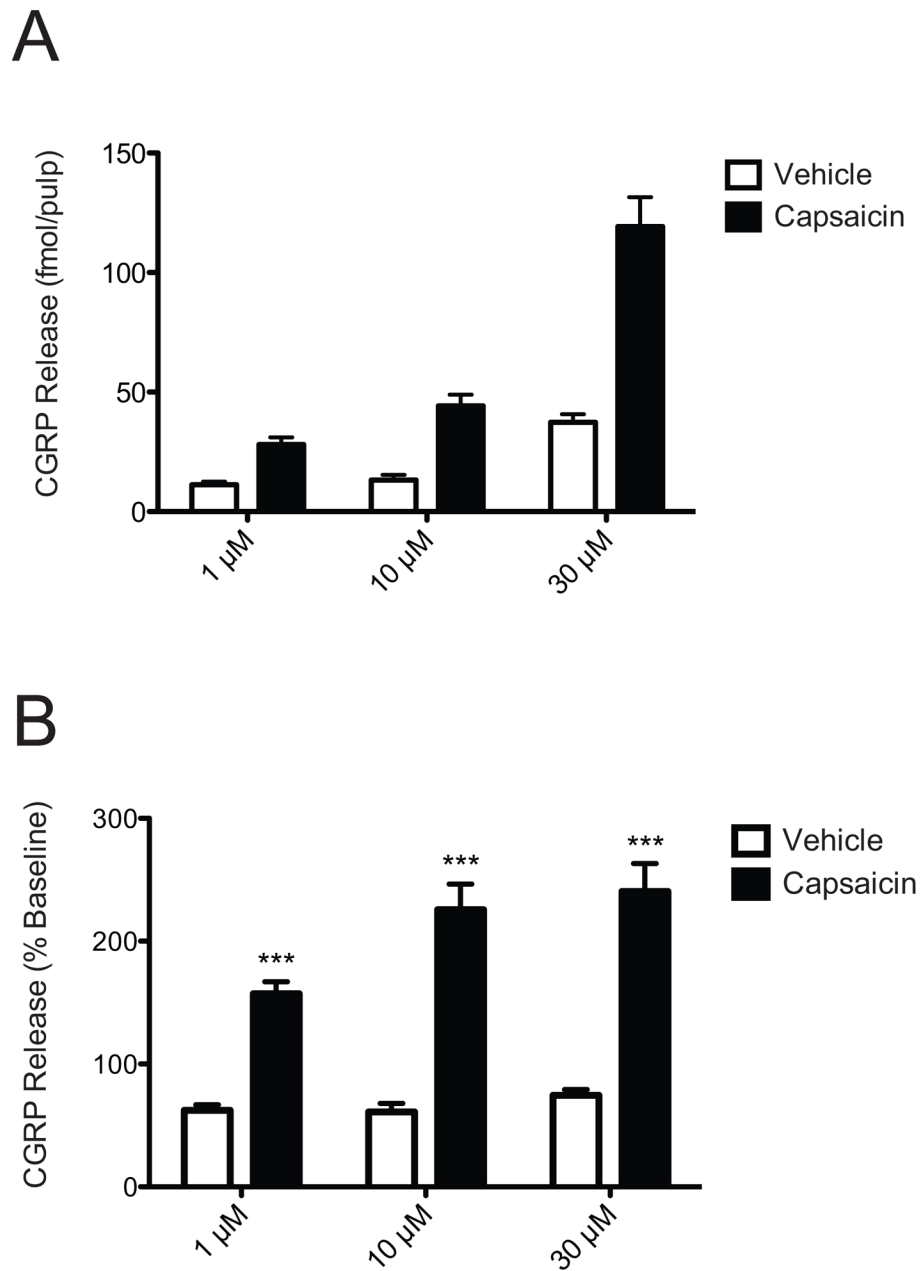 A
CGRP Release (fmol/pulp)
150
100
50
0
1 µM
10 µM
30 µM
Vehicle
Capsaicin
B
CGRP Release (% Baseline)
300
200
100
0
***
***
***
1 µM
10 µM
30 µM
Vehicle
Capsaicin